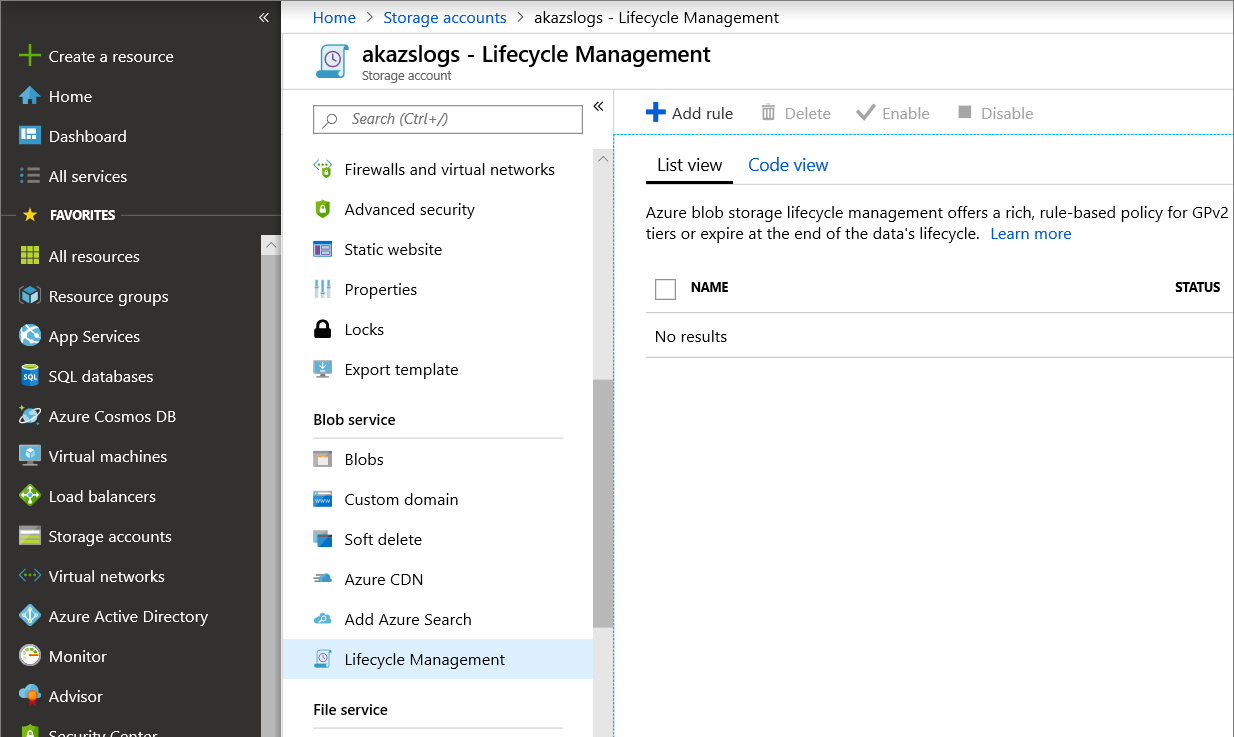 «
Create a resource
Home
Dashboard
All services
FAVORITES
All resources
Resource groups
App Services
SQL databases
Azure Cosmos DB
Virtual machines
Load balancers
Storage accounts
Virtual networks
Azure Active Directory
Monitor
Advisor
Security Center
Home > Storage accounts > akazslogs - Lifecycle Management
akazslogs - Lifecycle Management
Storage account
Search (Ctrl+/)
«
Firewalls and virtual networks
Advanced security
Static website
Properties
Locks
Export template
Blob service
Blobs
Custom domain
Soft delete
Azure CDN
Add Azure Search
Lifecycle Management
File service
Add rule Delete Enable Disable
List view Code view
Azure blob storage lifecycle management offers a rich, rule-based policy for GPv2
tiers or expire at the end of the data's lifecycle. Learn more
NAME STATUS
No results